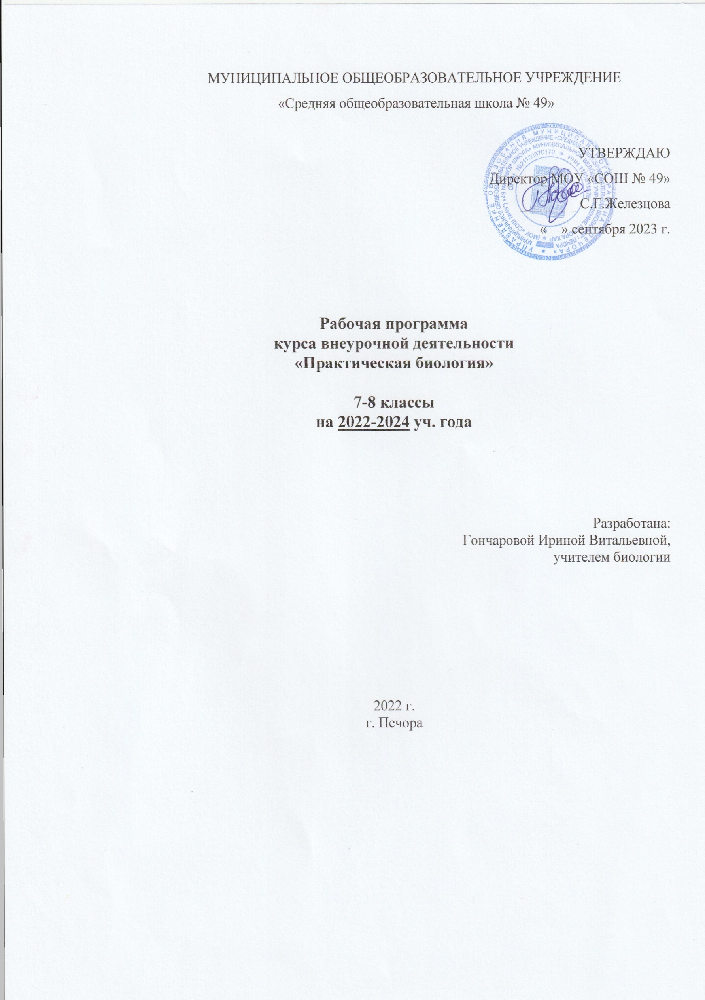 МУНИЦИПАЛЬНОЕ ОБЩЕОБРАЗОВАТЕЛЬНОЕ УЧРЕЖДЕНИЕ
«Средняя общеобразовательная школа № 49»
УТВЕРЖДАЮ
Директор МОУ «СОШ № 49»
________ С.Г.Железцова
« » сентября 2023 г.
Рабочая программа
курса внеурочной деятельности
«Практическая биология»
7-8 классы
на 2022-2024 уч. года
Разработана:
Гончаровой Ириной Витальевной,
учителем биологии
2022 г.
г. Печора